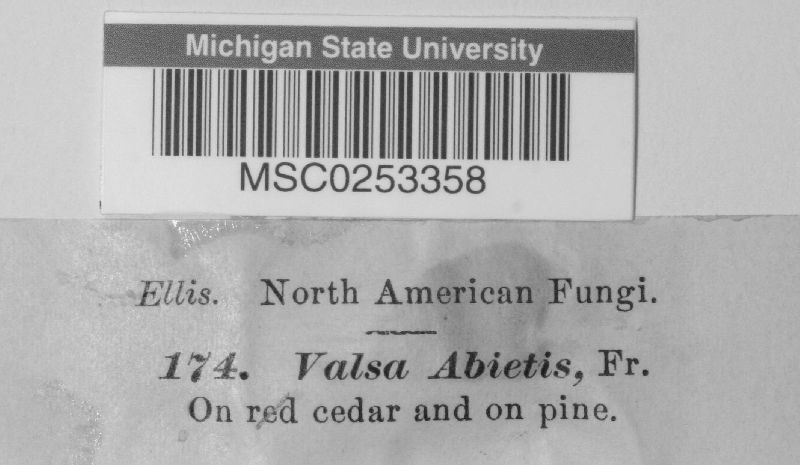 Michigan State University
MSC0253358
Ellis. North American Fungi.
174. Valsa Abietis, Fr.
On red cedar and on pine.